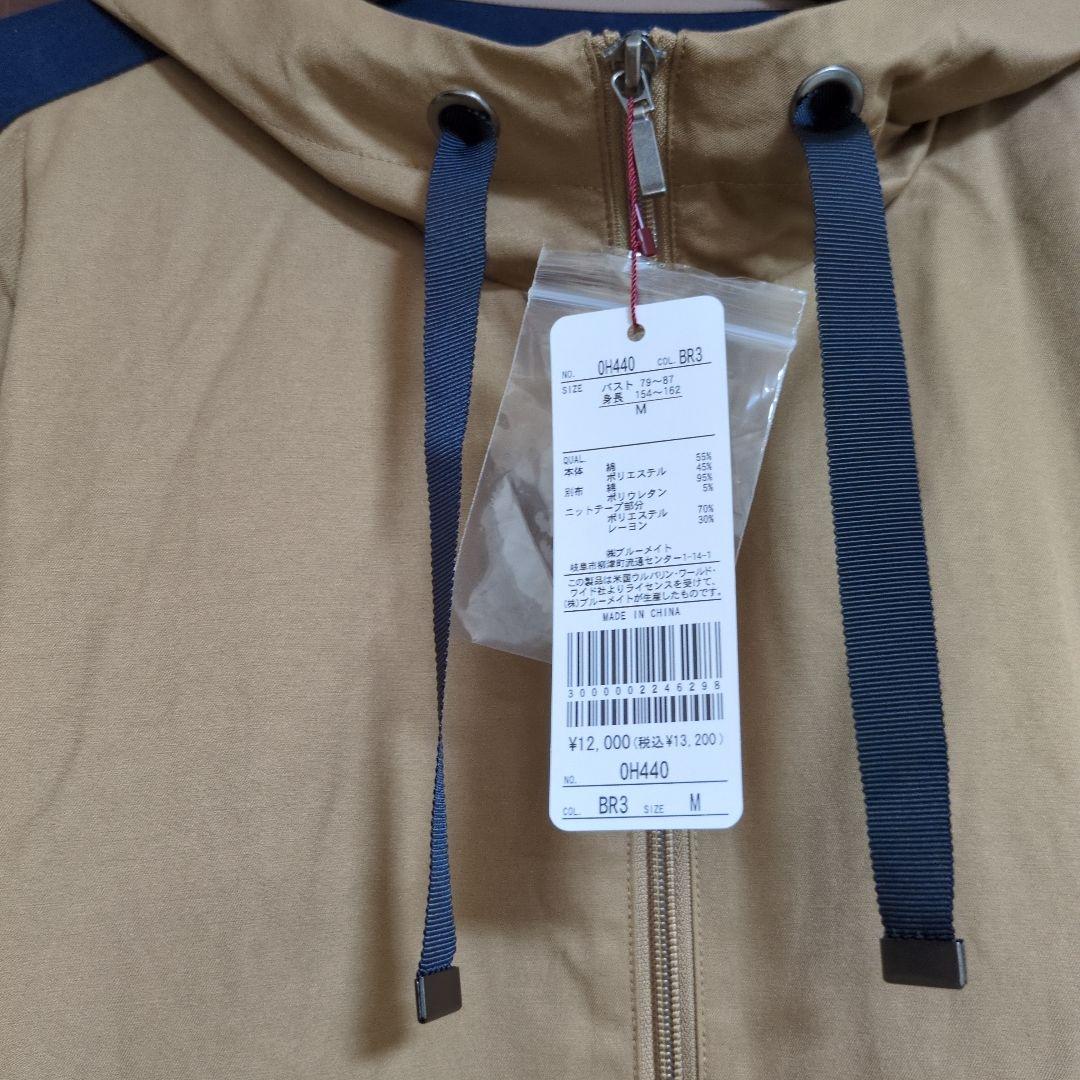 NO. 0H440 COL. BR3
SIZE バスト 79～87
身長 154～162
M
QUAL.
本体 綿 55%
ポリエステル 45%
別布 綿 95%
ポリウレタン 5%
ニットテープ部分
ポリエステル 70%
レーヨン 30%
㈱ブルーメイト
岐阜市柳津町流通センター1-14-1
この製品は米国ウルバリン・ワールド・
ワイド社よりライセンスを受けて、
(株)ブルーメイトが生産したものです。
MADE IN CHINA
3000002246298
¥12,000(税込¥13,200)
NO. 0H440
COL. BR3 SIZE M